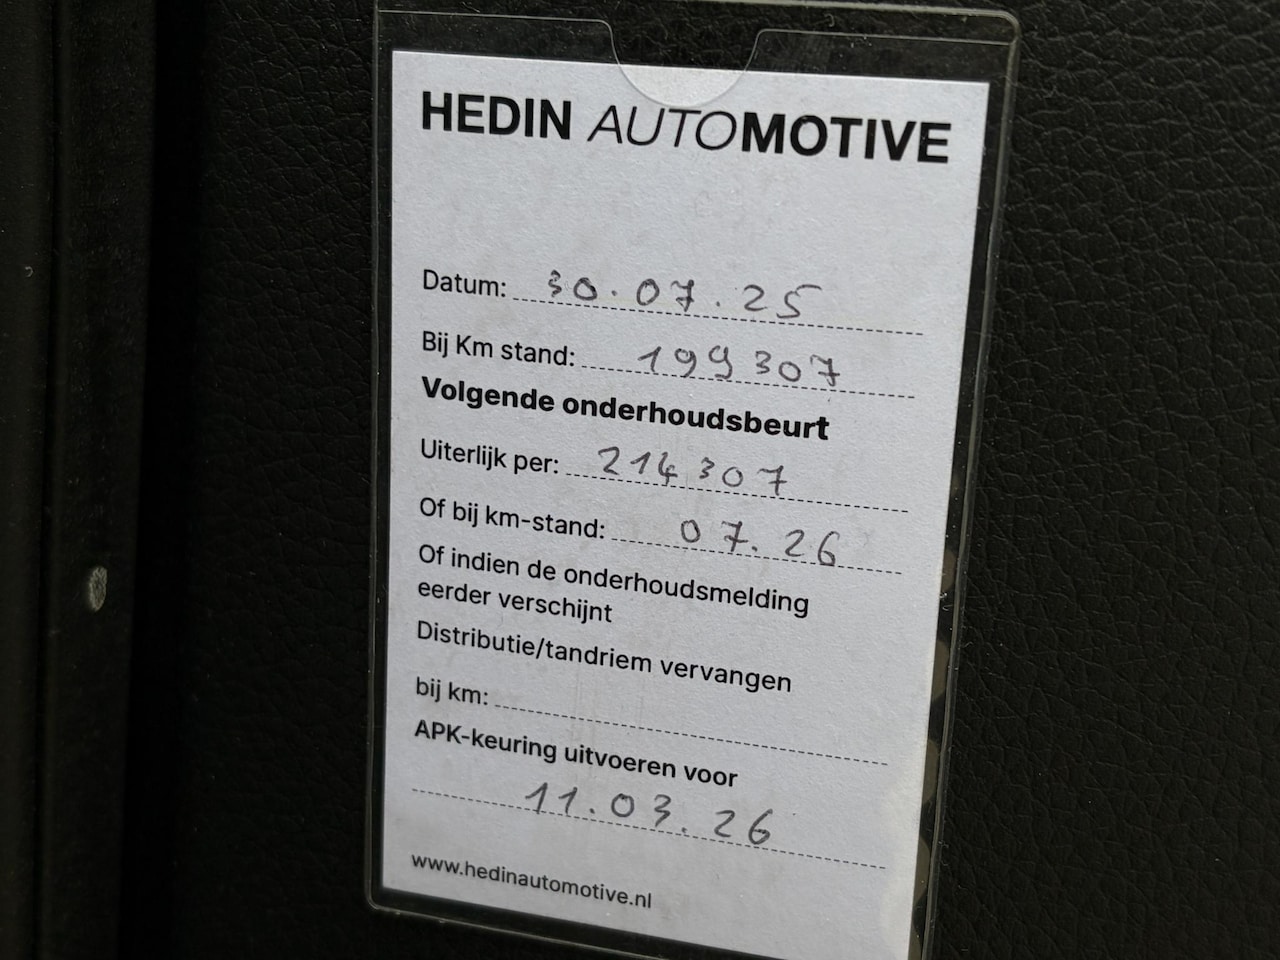 HEDIN AUTOMOTIVE
Datum: 30.07.25
Bij Km stand: 199307
Volgende onderhoudsbeurt
Uiterlijk per: 214307
Of bij km-stand: 07.26
Of indien de onderhoudsmelding
eerder verschijnt
Distributie/tandriem vervangen
bij km:
APK-keuring uitvoeren voor
11.03.26
www.hedinautomotive.nl